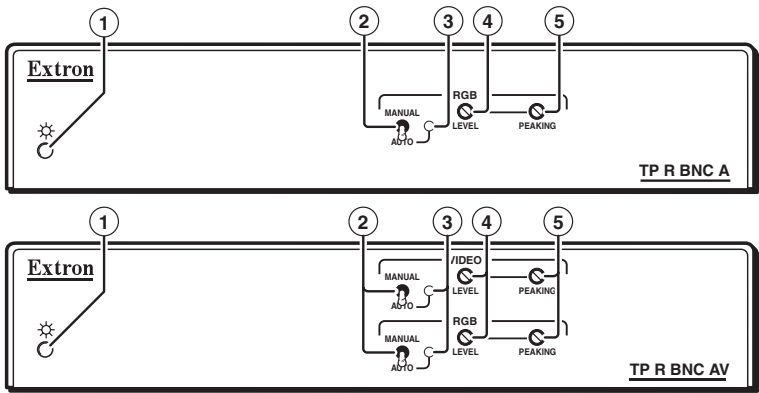 1 2 3 4 5
Extron
RGB
MANUAL
AUTO
LEVEL
PEAKING
TP R BNC A
1 2 3 4 5
Extron
VIDEO
MANUAL
AUTO
LEVEL
PEAKING
RGB
MANUAL
AUTO
LEVEL
PEAKING
TP R BNC AV